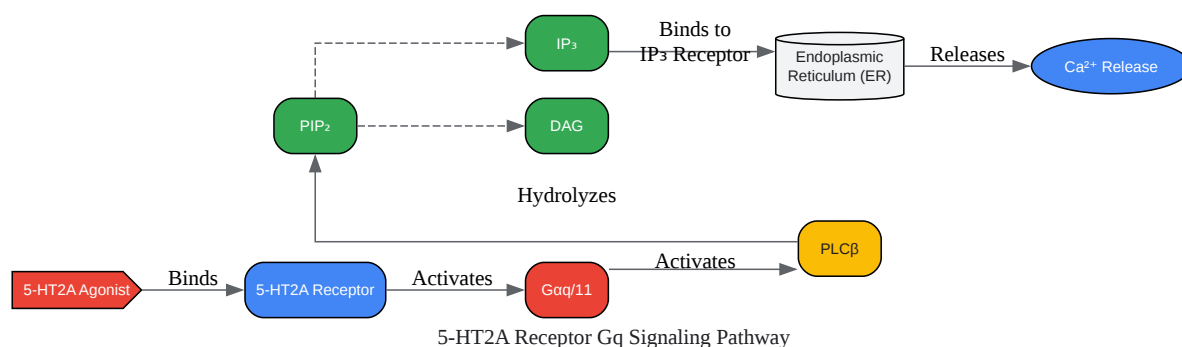 IP₃
Binds to
IP₃ Receptor
Endoplasmic
Reticulum (ER)
Releases
Ca²⁺ Release
PIP₂
DAG
Hydrolyzes
PLCβ
5-HT2A Agonist
Binds
5-HT2A Receptor
Activates
Gαq/11
Activates
5-HT2A Receptor Gq Signaling Pathway